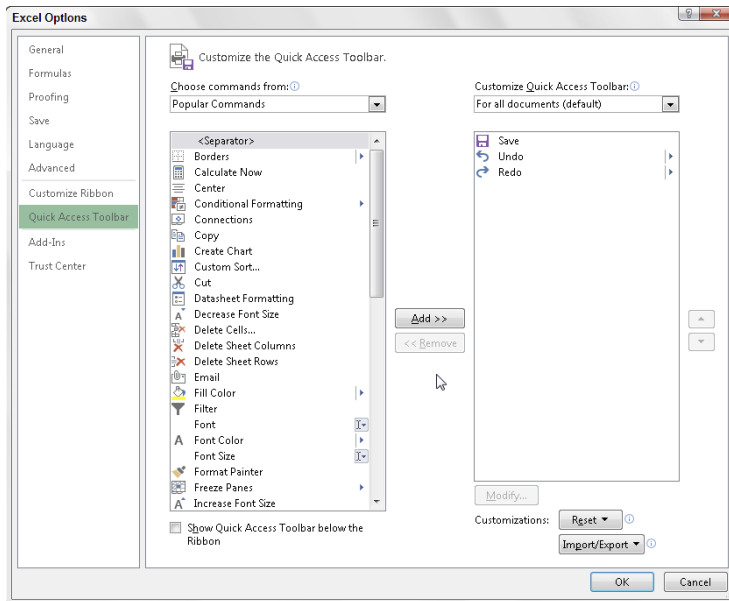 Excel Options
General
Formulas
Proofing
Save
Language
Advanced
Customize Ribbon
Quick Access Toolbar
Add-Ins
Trust Center
Customize the Quick Access Toolbar.
Choose commands from:
Popular Commands
<Separator>
Borders
Calculate Now
Center
Conditional Formatting
Connections
Copy
Create Chart
Custom Sort...
Cut
Datasheet Formatting
Decrease Font Size
Delete Cells...
Delete Sheet Columns
Delete Sheet Rows
Email
Fill Color
Filter
Font
Font Color
Font Size
Format Painter
Freeze Panes
Increase Font Size
Show Quick Access Toolbar below the
Ribbon
Add >>
<< Remove
Customize Quick Access Toolbar:
For all documents (default)
Save
Undo
Redo
Modify...
Customizations: Reset
Import/Export
OK Cancel